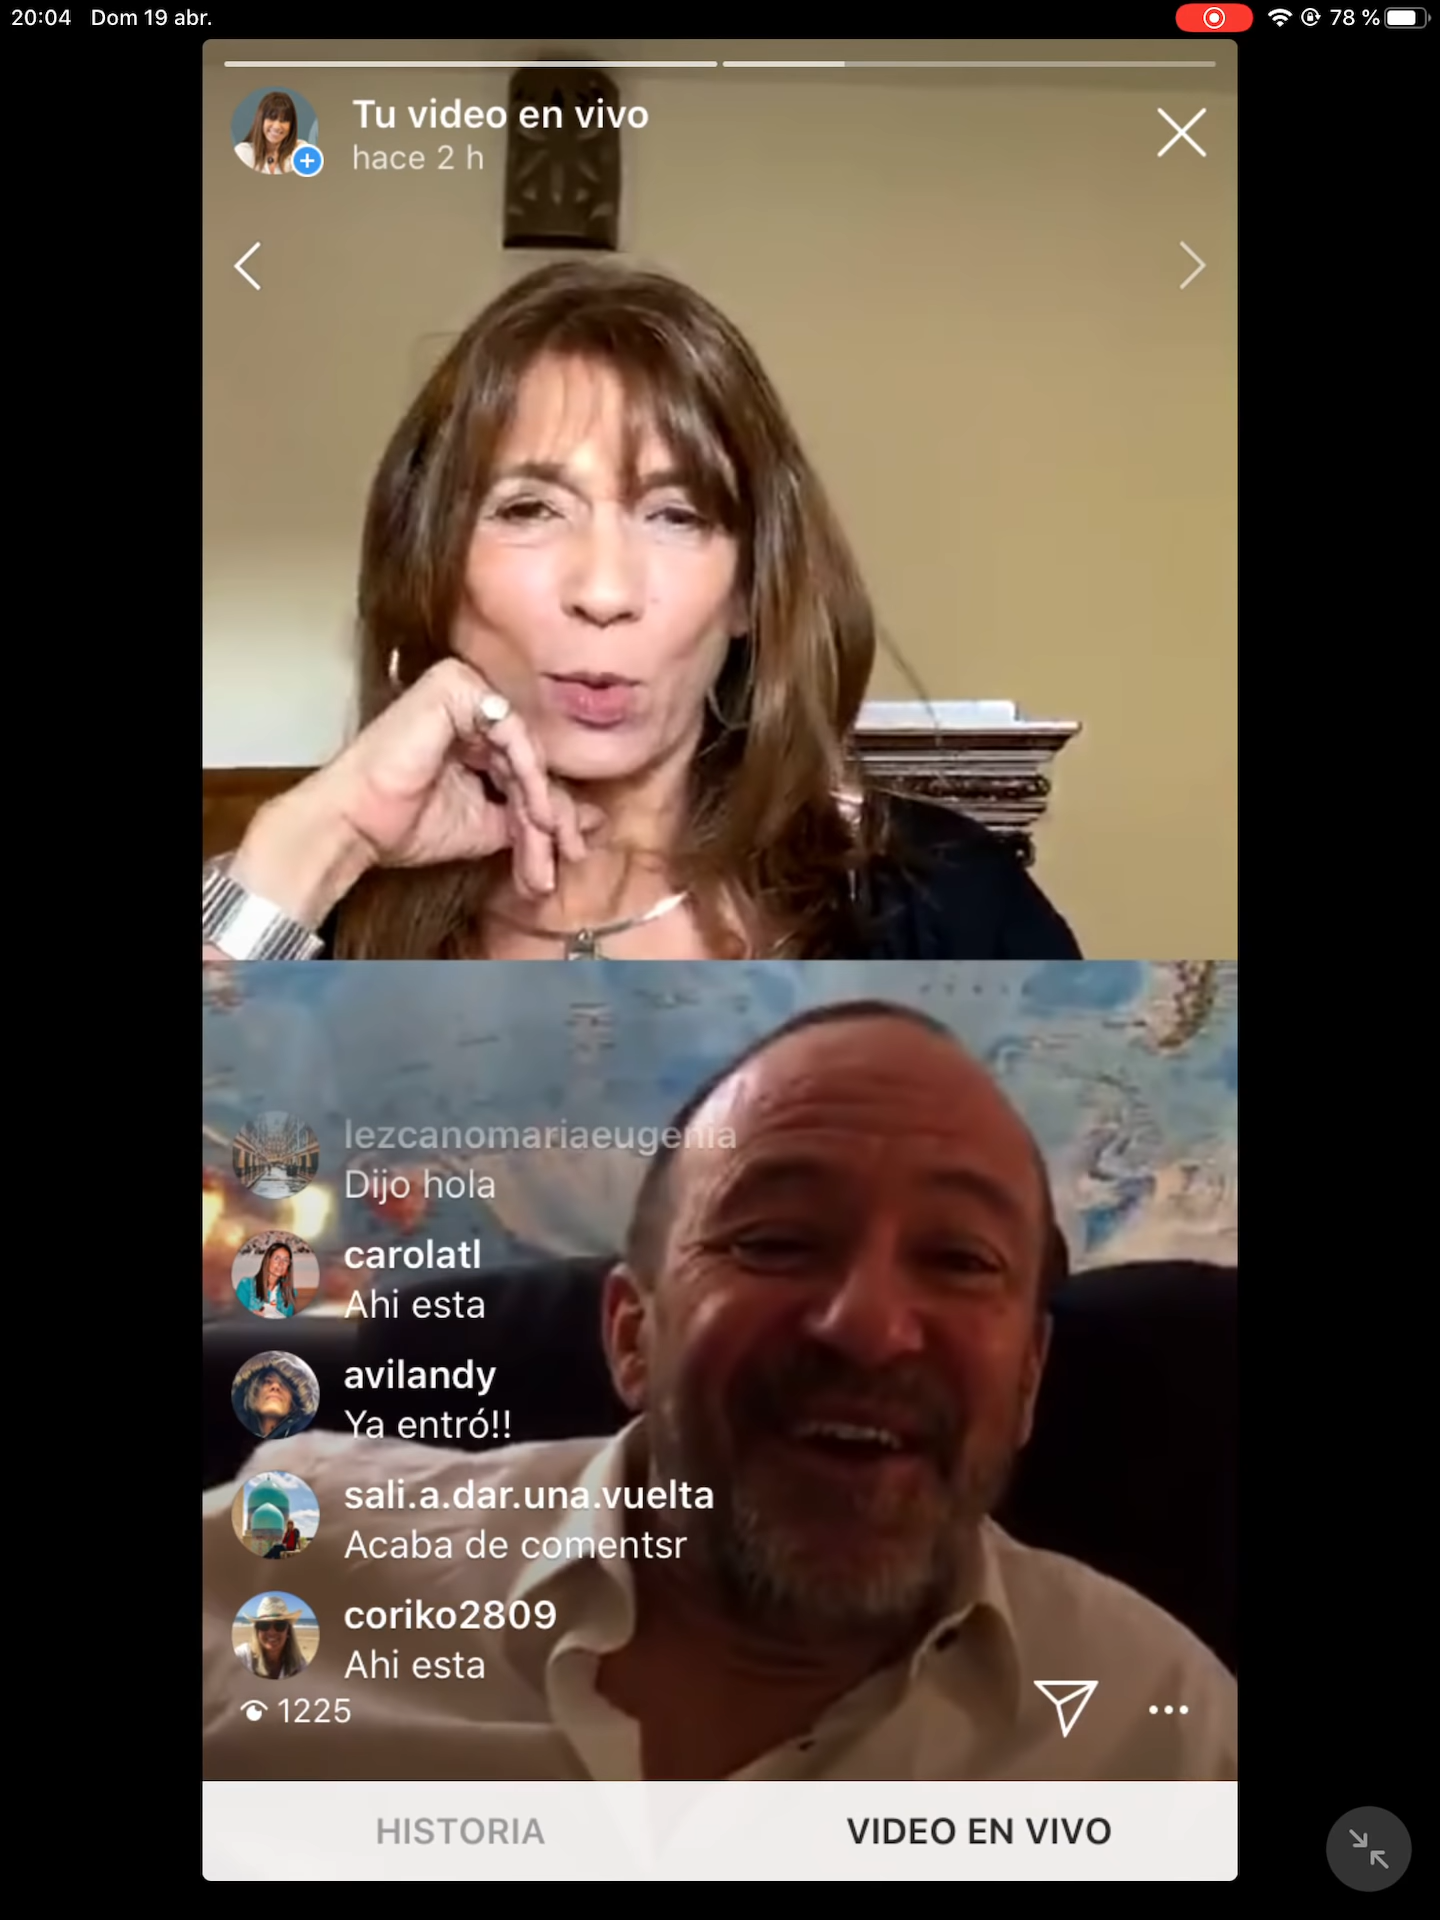 20:04 Dom 19 abr.
78 %
Tu video en vivo
hace 2 h
lezcanomariaeugenia
Dijo hola
carolatl
Ahi esta
avilandy
Ya entró!!
sali.a.dar.una.vuelta
Acaba de comentsr
coriko2809
Ahi esta
1225
HISTORIA
VIDEO EN VIVO